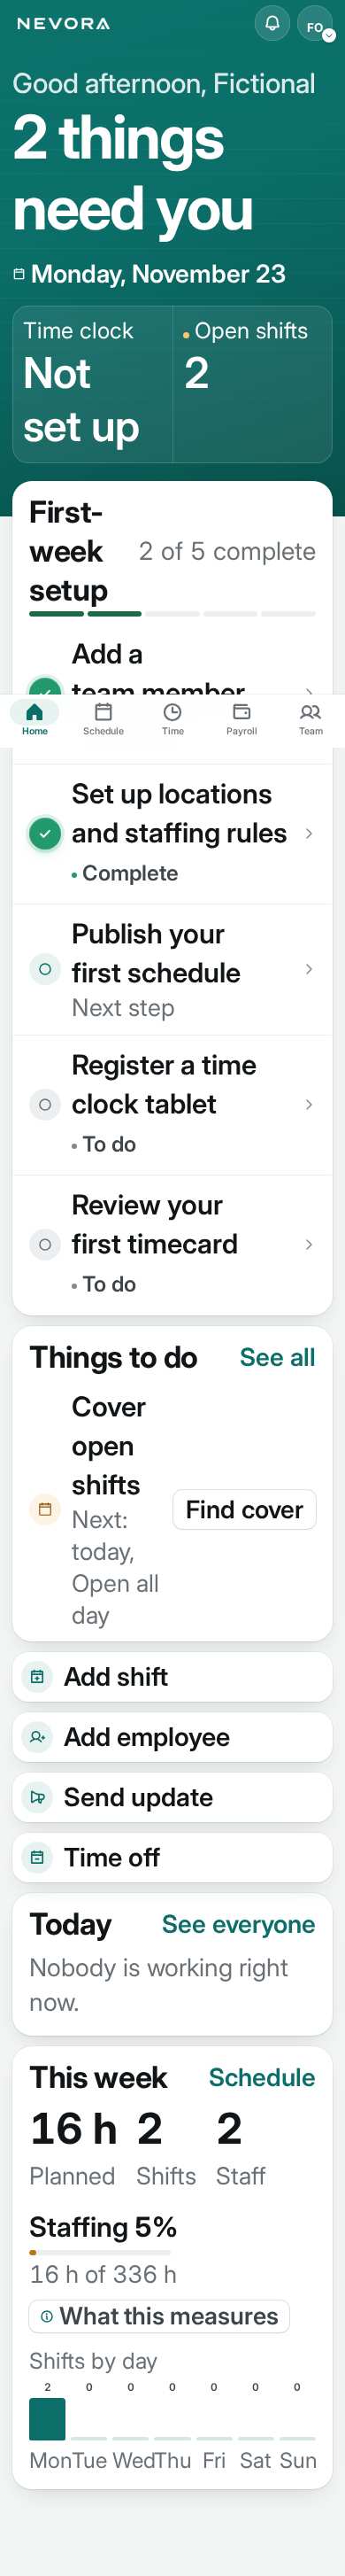 NEVORA
FO
Good afternoon, Fictional
2 things
need you
Monday, November 23
Time clock
Not
set up
Open shifts
2
First-
week
setup
2 of 5 complete
Add a
team member
Home
Schedule
Time
Payroll
Team
Set up locations
and staffing rules
Complete
Publish your
first schedule
Next step
Register a time
clock tablet
To do
Review your
first timecard
To do
Things to do
See all
Cover
open
shifts
Next:
today,
Open all
day
Find cover
Add shift
Add employee
Send update
Time off
Today
See everyone
Nobody is working right
now.
This week
Schedule
16 h 2 2
Planned Shifts Staff
Staffing 5%
16 h of 336 h
What this measures
Shifts by day
2 0 0 0 0 0 0
Mon Tue Wed Thu Fri Sat Sun